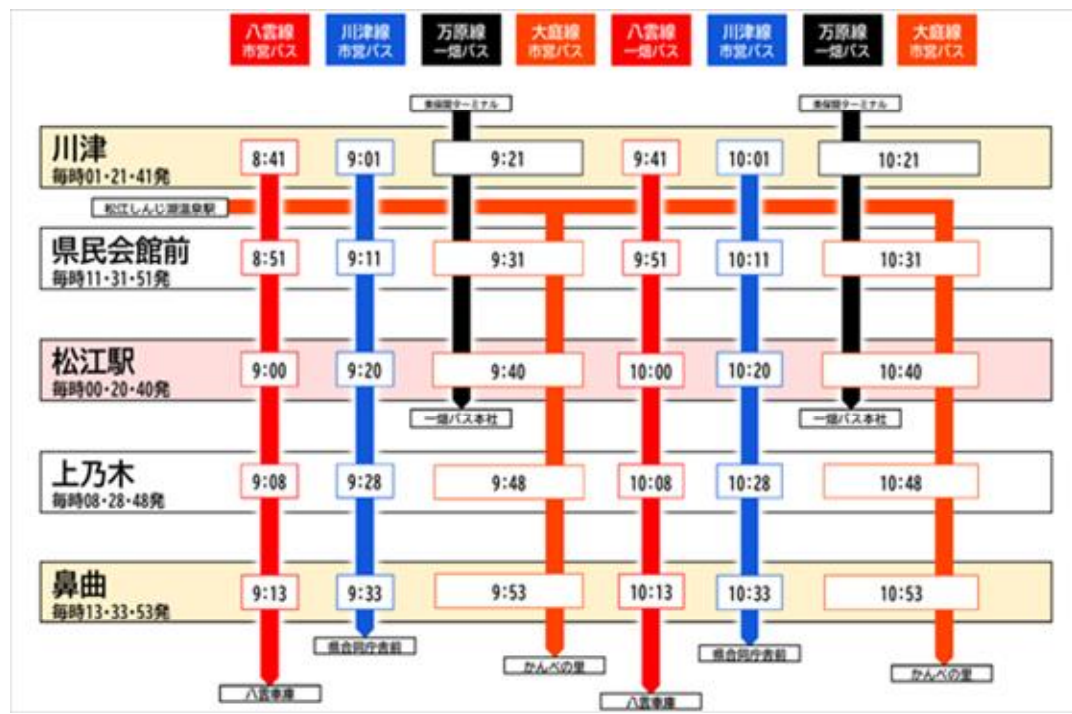 八雲線 川津線 万原線 大庭線 八雲線 川津線 万原線 大庭線
市営バス 市営バス 一畑バス 市営バス 一畑バス 市営バス 一畑バス 市営バス
東保関ターミナル 東保関ターミナル
川津 8:41 9:01 9:21 9:41 10:01 10:21
毎時01・21・41発
松江しんじ湖温泉駅
県民会館前 8:51 9:11 9:31 9:51 10:11 10:31
毎時11・31・51発
松江駅 9:00 9:20 9:40 10:00 10:20 10:40
毎時00・20・40発
一畑バス本社 一畑バス本社
上乃木 9:08 9:28 9:48 10:08 10:28 10:48
毎時08・28・48発
鼻曲 9:13 9:33 9:53 10:13 10:33 10:53
毎時13・33・53発
県合同庁舎前 県合同庁舎前
かんべの里 かんべの里
八雲車庫 八雲車庫